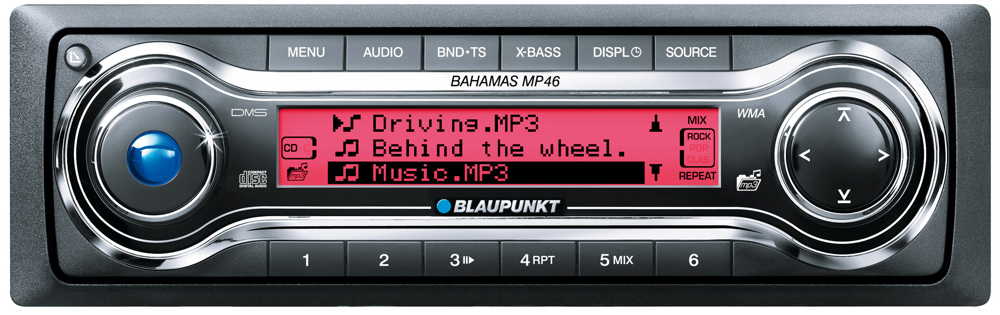 MENU AUDIO BND•TS X-BASS DISPL SOURCE
BAHAMAS MP46
DMS
Driving.MP3
Behind the wheel.
Music.MP3
CD-C
mp3
MIX
ROCK
POP
CLAS
REPEAT
WMA
mp3
COMPACT
disc
DIGITAL AUDIO
BLAUPUNKT
1 2 3 4 RPT 5 MIX 6